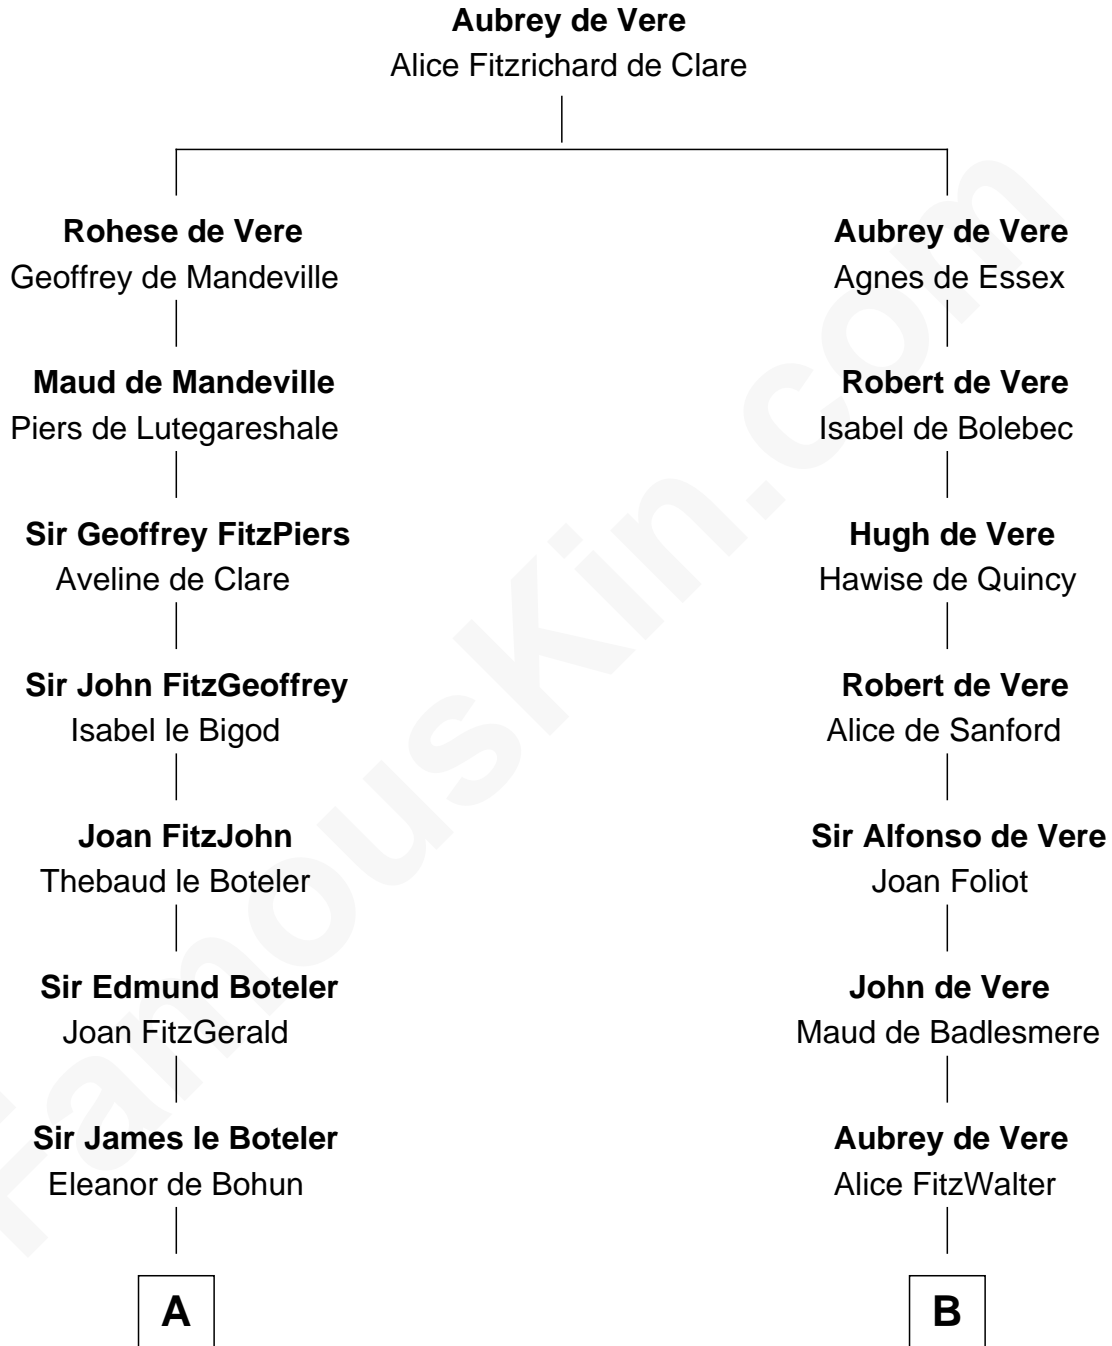 Aubrey de Vere
Alice Fitzrichard de Clare
Rohese de Vere
Geoffrey de Mandeville
Maud de Mandeville
Piers de Lutegareshale
Sir Geoffrey FitzPiers
Aveline de Clare
Sir John FitzGeoffrey
Isabel le Bigod
Joan FitzJohn
Thebaud le Boteler
Sir Edmund Boteler
Joan FitzGerald
Sir James le Boteler
Eleanor de Bohun
A
Aubrey de Vere
Agnes de Essex
Robert de Vere
Isabel de Bolebec
Hugh de Vere
Hawise de Quincy
Robert de Vere
Alice de Sanford
Sir Alfonso de Vere
Joan Foliot
John de Vere
Maud de Badlesmere
Aubrey de Vere
Alice FitzWalter
B
FamousKin.com